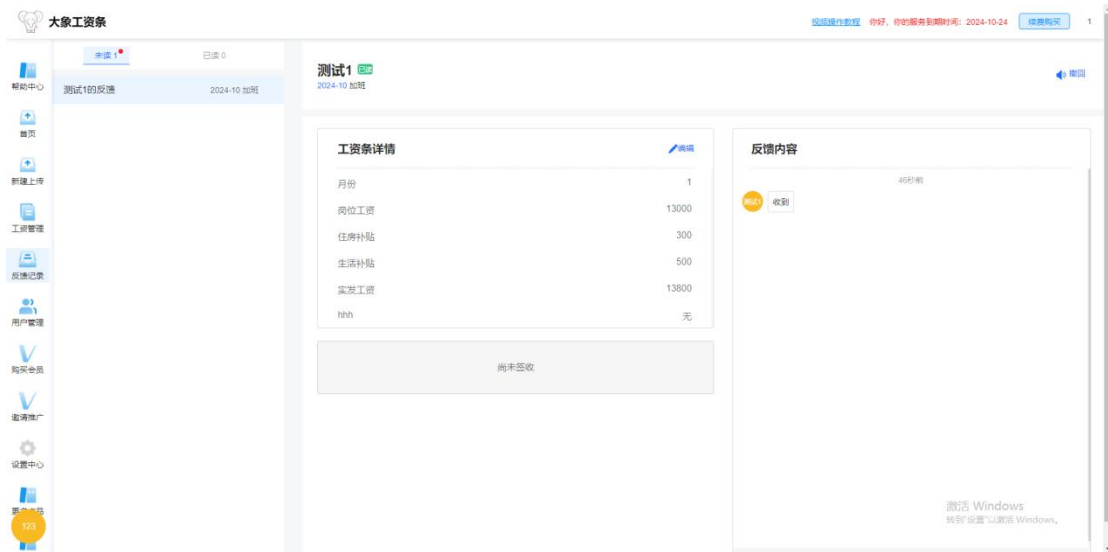 大象工资条
视频操作教程 你好，你的服务到期时间：2024-10-24 续费购买 1
帮助中心
首页
新建上传
工资管理
反馈记录
用户管理
购买会员
邀请推广
设置中心
123
未读 1 已读 0
测试1的反馈 2024-10 加班
测试1 已读
2024-10 加班
撤回
工资条详情 编辑
月份 1
岗位工资 13000
住房补贴 300
生活补贴 500
实发工资 13800
hhh 无
尚未签收
反馈内容
46秒前
测试1 收到
激活 Windows
转到"设置"以激活 Windows。